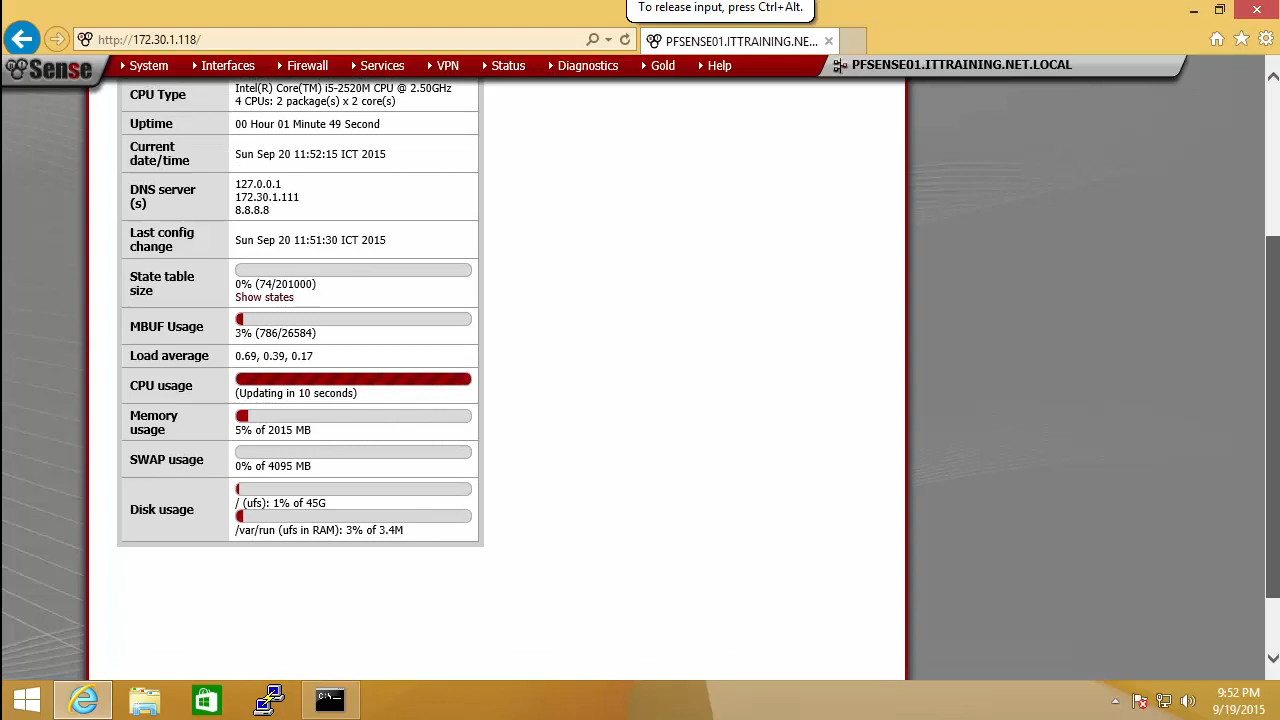 To release input, press Ctrl+Alt.
http://172.30.1.118/
PFSENSE01.ITTRAINING.NE...
Sense
System
Interfaces
Firewall
Services
VPN
Status
Diagnostics
Gold
Help
PFSENSE01.ITTRAINING.NET.LOCAL
CPU Type
Intel(R) Core(TM) i5-2520M CPU @ 2.50GHz
4 CPUs: 2 package(s) x 2 core(s)
Uptime
00 Hour 01 Minute 49 Second
Current
date/time
Sun Sep 20 11:52:15 ICT 2015
DNS server
(s)
127.0.0.1
172.30.1.111
8.8.8.8
Last config
change
Sun Sep 20 11:51:30 ICT 2015
State table
size
0% (74/201000)
Show states
MBUF Usage
3% (786/26584)
Load average
0.69, 0.39, 0.17
CPU usage
(Updating in 10 seconds)
Memory
usage
5% of 2015 MB
SWAP usage
0% of 4095 MB
Disk usage
/ (ufs): 1% of 45G
/var/run (ufs in RAM): 3% of 3.4M
9:52 PM
9/19/2015